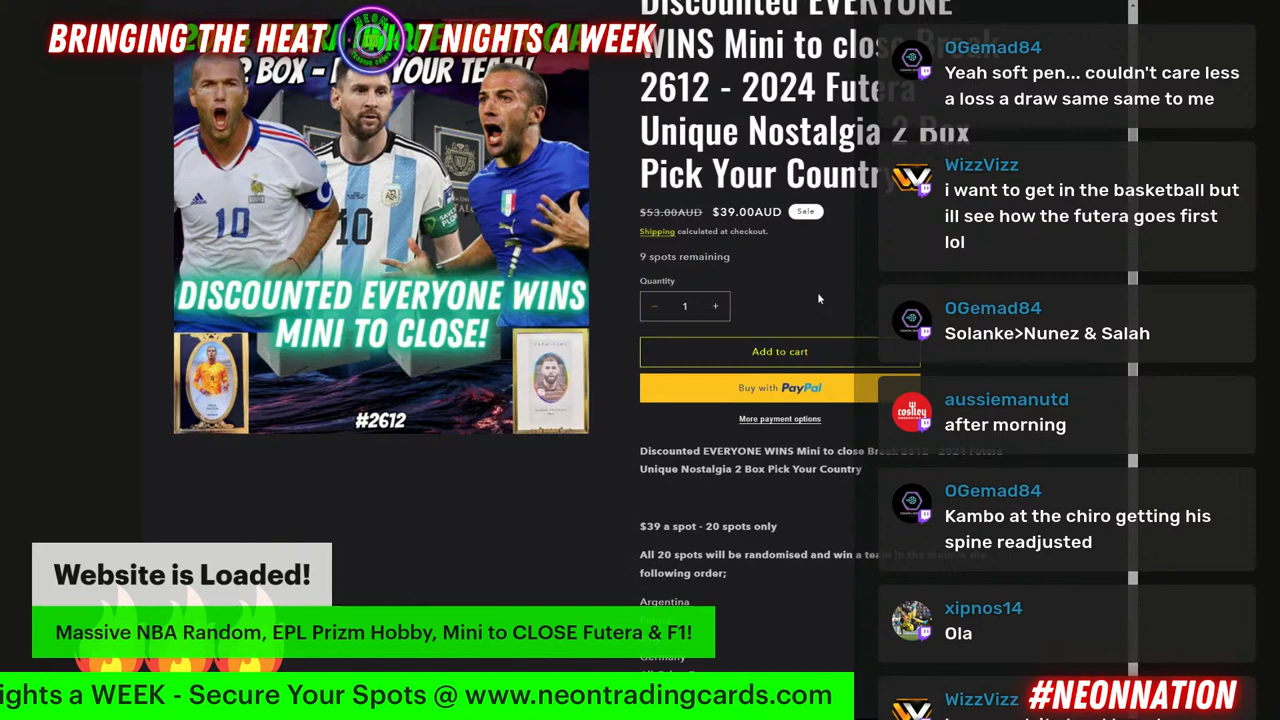 BRINGING THE HEAT
NEON
7 NIGHTS A WEEK
2 BOX -
YOUR TEAM!
10
10
DISCOUNTED EVERYONE WINS
MINI TO CLOSE!
#2612
Discounted EVERYONE
WINS Mini to close
2612 - 2024 Futera
Unique Nostalgia 2 Box
Pick Your Country
$53.00AUD $39.00AUD Sale
Shipping calculated at checkout.
9 spots remaining
Quantity
− 1 +
Add to cart
Buy with PayPal
More payment options
Discounted EVERYONE WINS Mini to close Break 2612 - 2024 Futera
Unique Nostalgia 2 Box Pick Your Country
$39 a spot - 20 spots only
All 20 spots will be randomised and win a team in the
following order;
Argentina
Germany
OGemad84
Yeah soft pen... couldn't care less
a loss a draw same same to me
WizzVizz
i want to get in the basketball but
ill see how the futera goes first
lol
OGemad84
Solanke>Nunez & Salah
aussiemanutd
after morning
OGemad84
Kambo at the chiro getting his
spine readjusted
xipnos14
Ola
WizzVizz
Website is Loaded!
Massive NBA Random, EPL Prizm Hobby, Mini to CLOSE Futera & F1!
ights a WEEK - Secure Your Spots @ www.neontradingcards.com
#NEONNATION